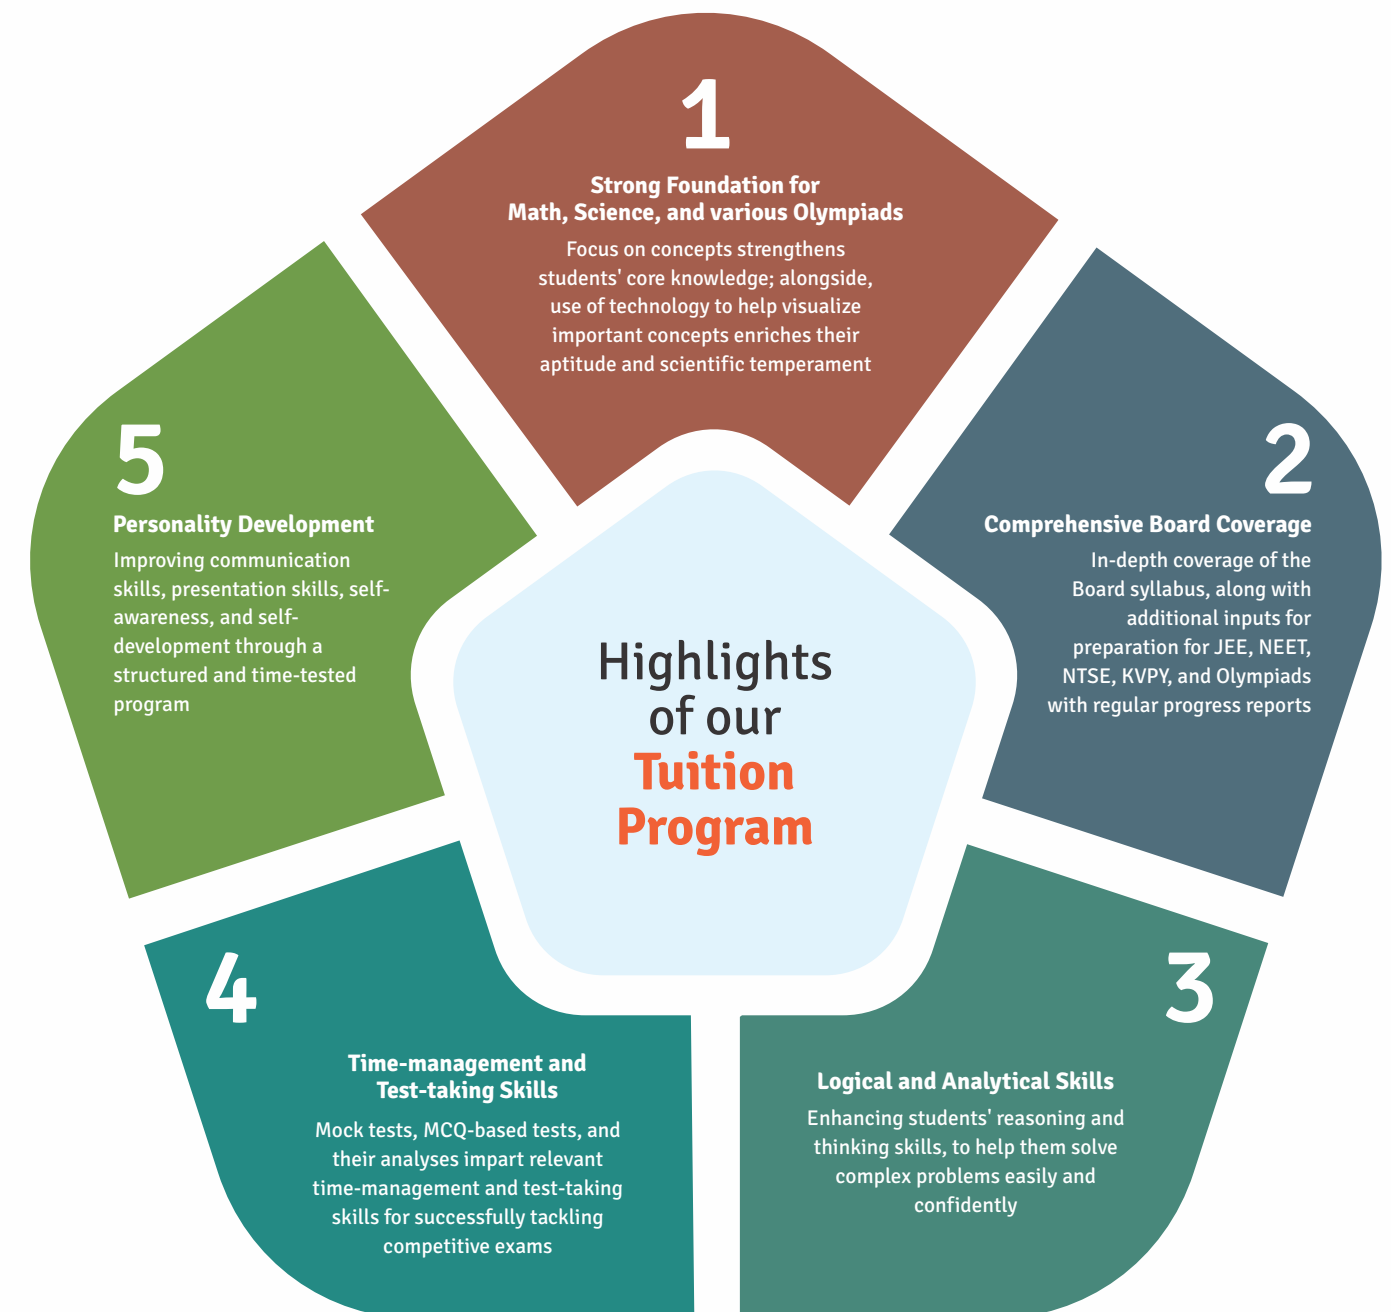 1
Strong Foundation for
Math, Science, and various Olympiads
Focus on concepts strengthens
students' core knowledge; alongside,
use of technology to help visualize
important concepts enriches their
aptitude and scientific temperament
2
Comprehensive Board Coverage
In-depth coverage of the
Board syllabus, along with
additional inputs for
preparation for JEE, NEET,
NTSE, KVPY, and Olympiads
with regular progress reports
3
Logical and Analytical Skills
Enhancing students' reasoning and
thinking skills, to help them solve
complex problems easily and
confidently
4
Time-management and
Test-taking Skills
Mock tests, MCQ-based tests, and
their analyses impart relevant
time-management and test-taking
skills for successfully tackling
competitive exams
5
Personality Development
Improving communication
skills, presentation skills, self-
awareness, and self-
development through a
structured and time-tested
program
Highlights
of our
Tuition
Program